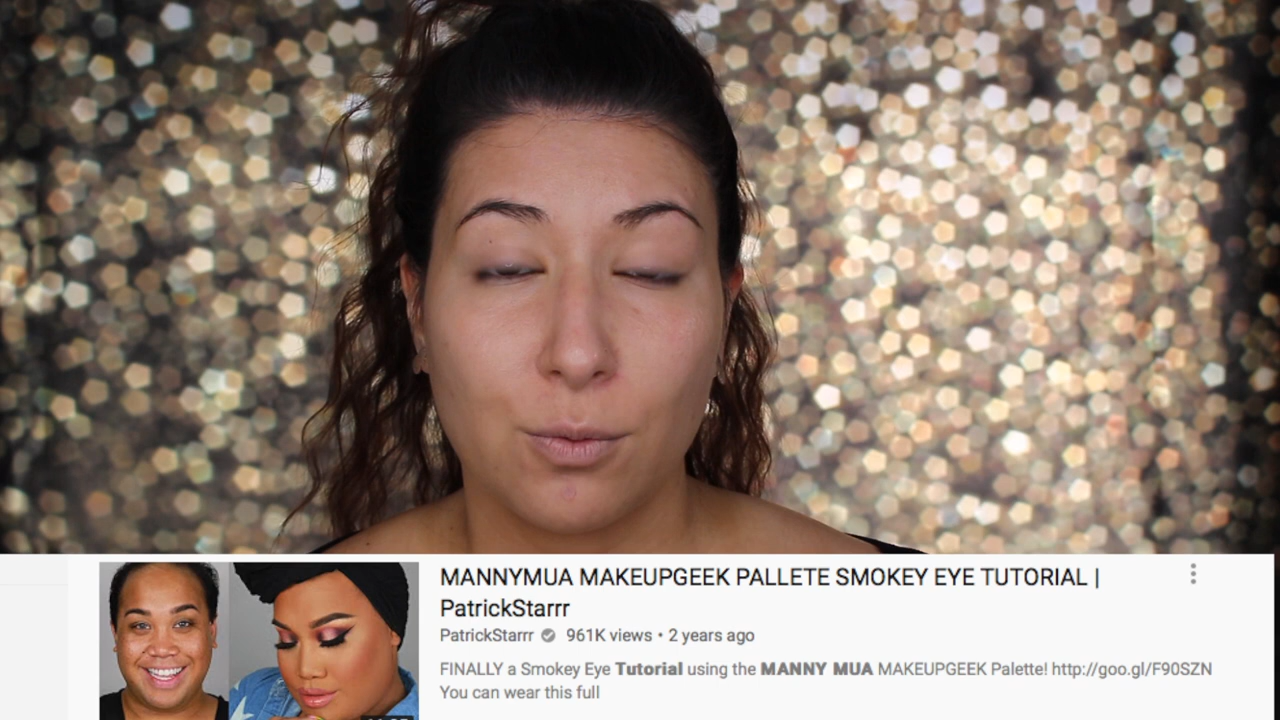 MANNYMUA MAKEUPGEEK PALLETE SMOKEY EYE TUTORIAL |
PatrickStarrr
PatrickStarrr 961K views • 2 years ago
FINALLY a Smokey Eye Tutorial using the MANNY MUA MAKEUPGEEK Palette! http://goo.gl/F90SZN
You can wear this full